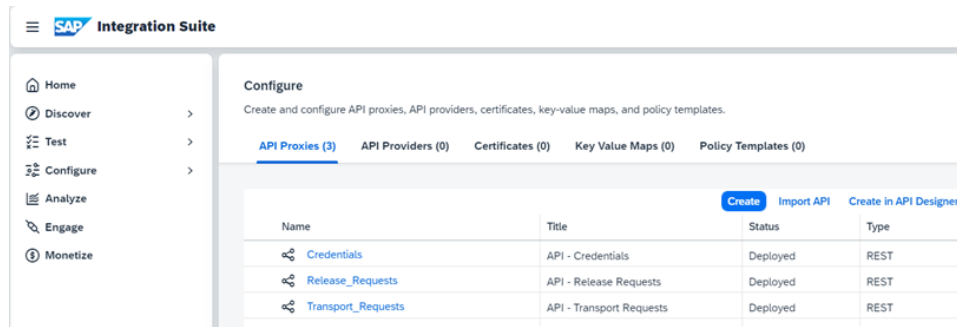 SAP Integration Suite
Home
Discover
Test
Configure
Analyze
Engage
Monetize
Configure
Create and configure API proxies, API providers, certificates, key-value maps, and policy templates.
API Proxies (3) API Providers (0) Certificates (0) Key Value Maps (0) Policy Templates (0)
Create Import API Create in API Designer
Name Title Status Type
Credentials API - Credentials Deployed REST
Release_Requests API - Release Requests Deployed REST
Transport_Requests API - Transport Requests Deployed REST